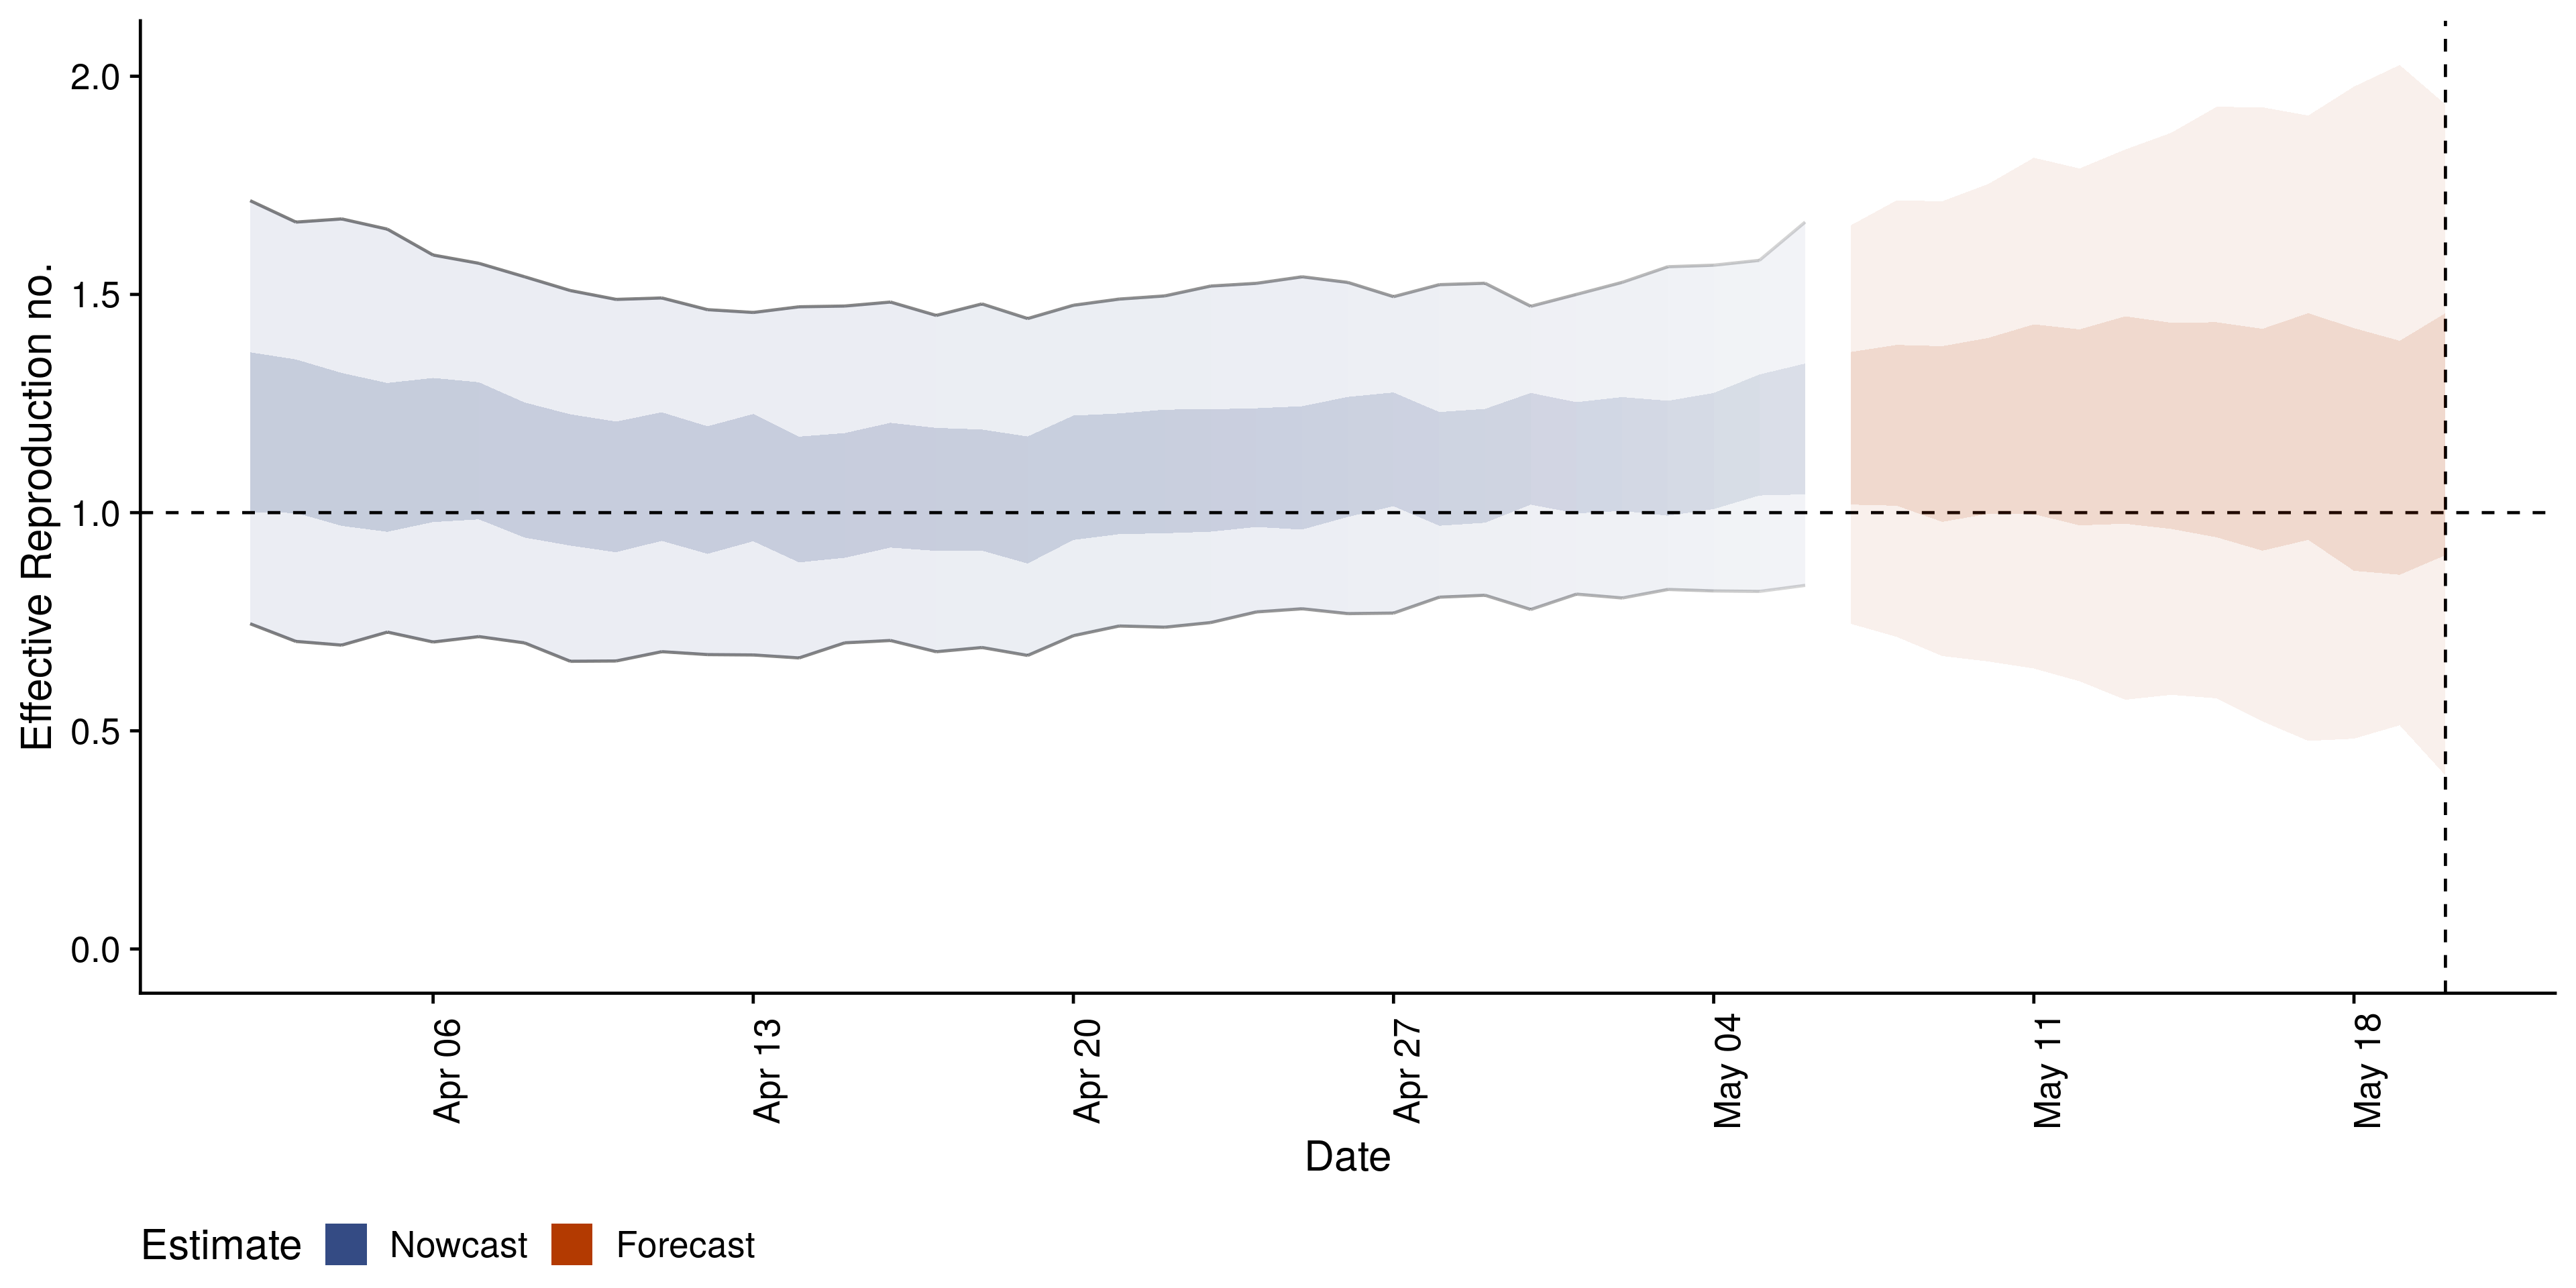 Effective Reproduction no.
2.0
1.5
1.0
0.5
0.0
Apr 06
Apr 13
Apr 20
Apr 27
May 04
May 11
May 18
Date
Estimate Nowcast Forecast